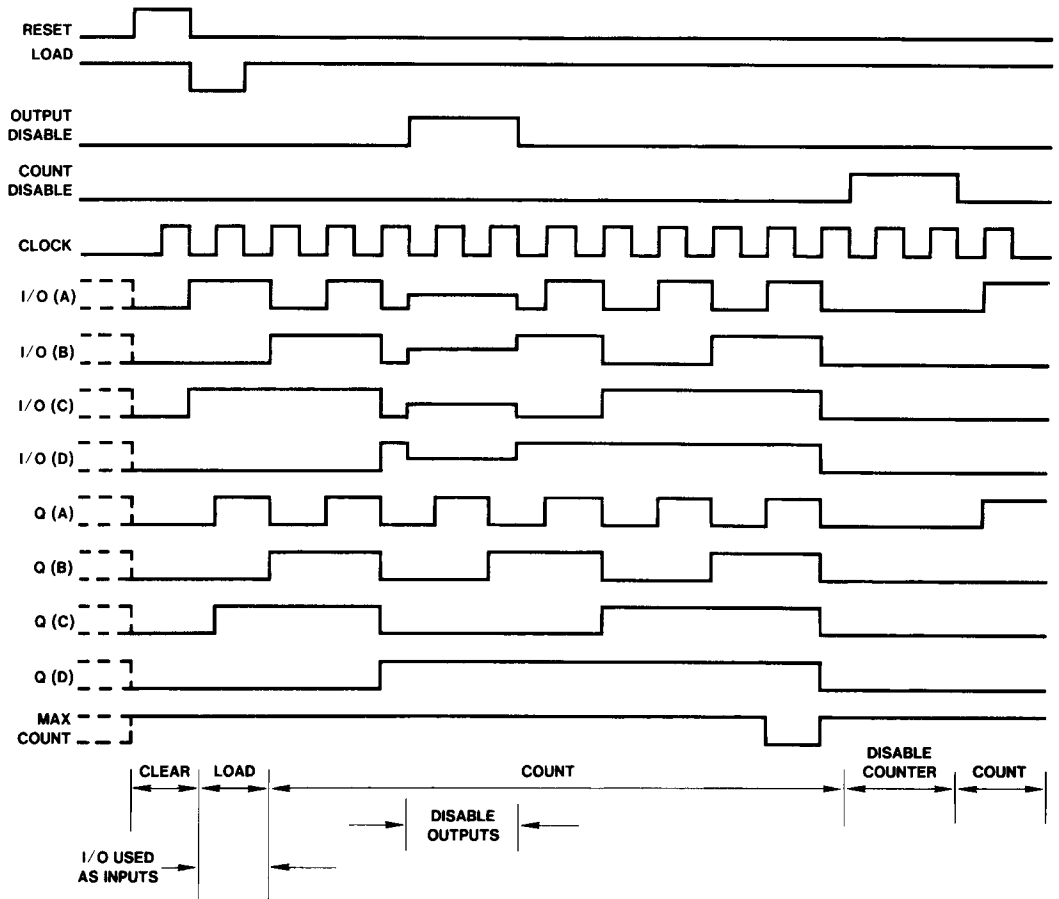 RESET
LOAD
OUTPUT
DISABLE
COUNT
DISABLE
CLOCK
I/O (A)
I/O (B)
I/O (C)
I/O (D)
Q (A)
Q (B)
Q (C)
Q (D)
MAX
COUNT
CLEAR
LOAD
COUNT
DISABLE
COUNTER
COUNT
DISABLE
OUTPUTS
I/O USED
AS INPUTS